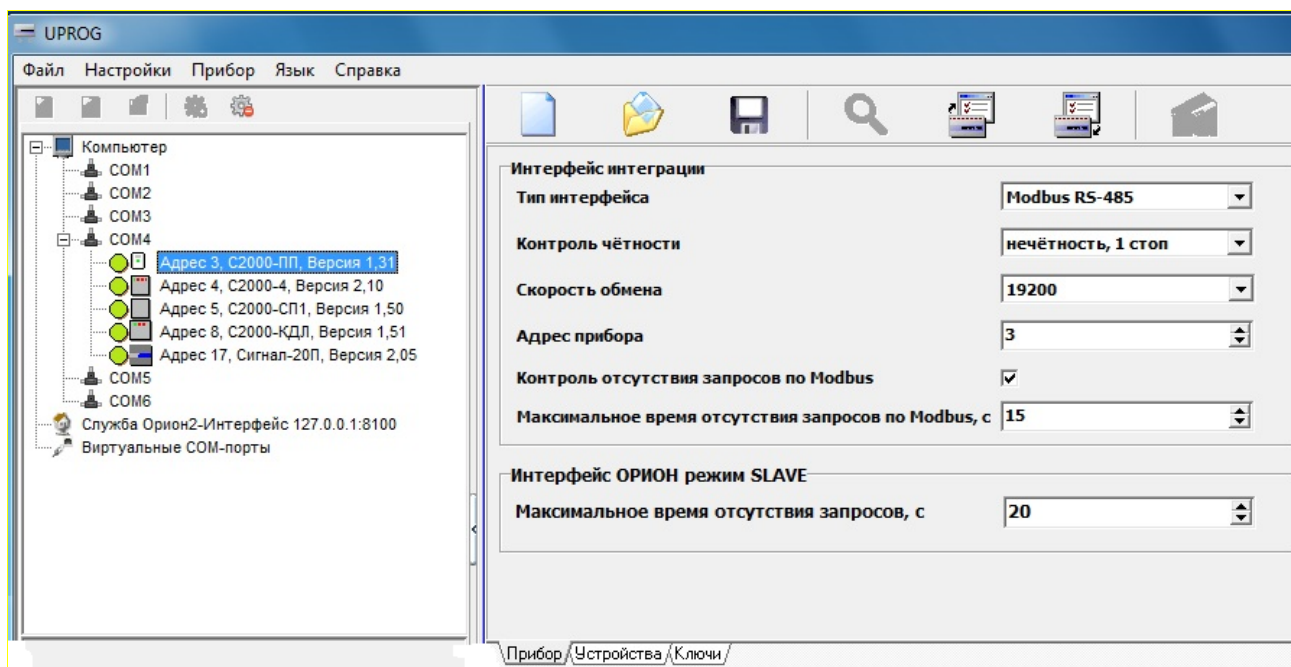 UPROG
Файл Настройки Прибор Язык Справка
Компьютер
COM1
COM2
COM3
COM4
Адрес 3, С2000-ПП, Версия 1,31
Адрес 4, С2000-4, Версия 2,10
Адрес 5, С2000-СП1, Версия 1,50
Адрес 8, С2000-КДЛ, Версия 1,51
Адрес 17, Сигнал-20П, Версия 2,05
COM5
COM6
Служба Орион2-Интерфейс 127.0.0.1:8100
Виртуальные COM-порты
Интерфейс интеграции
Тип интерфейса Modbus RS-485
Контроль чётности нечётность, 1 стоп
Скорость обмена 19200
Адрес прибора 3
Контроль отсутствия запросов по Modbus
Максимальное время отсутствия запросов по Modbus, с 15
Интерфейс ОРИОН режим SLAVE
Максимальное время отсутствия запросов, с 20
Прибор Устройства Ключи